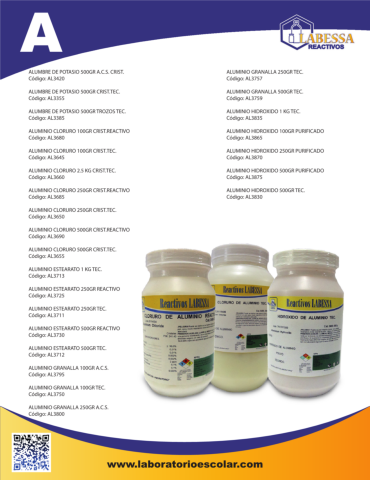 A
LABESSA
REACTIVOS
ALUMBRE DE POTASIO 500GR A.C.S. CRIST.
Código: AL3420
ALUMBRE DE POTASIO 500GR CRIST.TEC.
Código: AL3355
ALUMBRE DE POTASIO 500GR TROZOS TEC.
Código: AL3385
ALUMINIO CLORURO 100GR CRIST.REACTIVO
Código: AL3680
ALUMINIO CLORURO 100GR CRIST.TEC.
Código: AL3645
ALUMINIO CLORURO 2.5 KG CRIST.TEC.
Código: AL3660
ALUMINIO CLORURO 250GR CRIST.REACTIVO
Código: AL3685
ALUMINIO CLORURO 250GR CRIST.TEC.
Código: AL3650
ALUMINIO CLORURO 500GR CRIST.REACTIVO
Código: AL3690
ALUMINIO CLORURO 500GR CRIST.TEC.
Código: AL3655
ALUMINIO ESTEARATO 1 KG TEC.
Código: AL3713
ALUMINIO ESTEARATO 250GR REACTIVO
Código: AL3725
ALUMINIO ESTEARATO 250GR TEC.
Código: AL3711
ALUMINIO ESTEARATO 500GR REACTIVO
Código: AL3730
ALUMINIO ESTEARATO 500GR TEC.
Código: AL3712
ALUMINIO GRANALLA 100GR A.C.S.
Código: AL3795
ALUMINIO GRANALLA 100GR TEC.
Código: AL3750
ALUMINIO GRANALLA 250GR A.C.S.
Código: AL3800
ALUMINIO GRANALLA 250GR TEC.
Código: AL3757
ALUMINIO GRANALLA 500GR TEC.
Código: AL3759
ALUMINIO HIDROXIDO 1 KG TEC.
Código: AL3835
ALUMINIO HIDROXIDO 100GR PURIFICADO
Código: AL3865
ALUMINIO HIDROXIDO 250GR PURIFICADO
Código: AL3870
ALUMINIO HIDROXIDO 500GR PURIFICADO
Código: AL3875
ALUMINIO HIDROXIDO 500GR TEC.
Código: AL3830
Reactivos LABESSA
CLORURO DE ALUMINIO
Reactivos LABESSA
CLORURO DE ALUMINIO TEC.
Reactivos LABESSA
HIDROXIDO DE ALUMINIO TEC.
www.laboratorioescolar.com